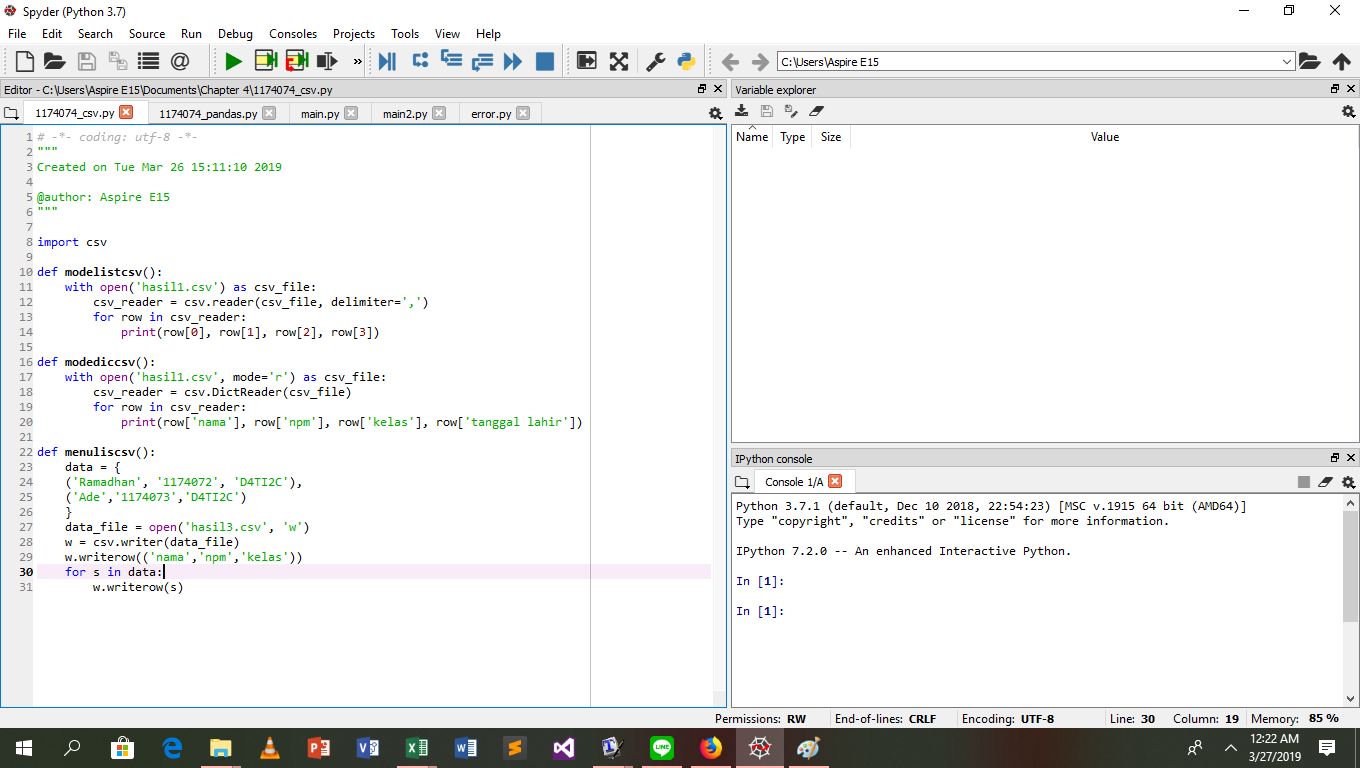 Spyder (Python 3.7)
File Edit Search Source Run Debug Consoles Projects Tools View Help
C:\Users\Aspire E15
Editor - C:\Users\Aspire E15\Documents\Chapter 4\1174074_csv.py
1174074_csv.py 1174074_pandas.py main.py main2.py error.py
1 # -*- coding: utf-8 -*-
2 """
3 Created on Tue Mar 26 15:11:10 2019
4
5 @author: Aspire E15
6 """
7
8 import csv
9
10 def modelistcsv():
11     with open('hasil1.csv') as csv_file:
12         csv_reader = csv.reader(csv_file, delimiter=',')
13         for row in csv_reader:
14             print(row[0], row[1], row[2], row[3])
15
16 def modediccsv():
17     with open('hasil1.csv', mode='r') as csv_file:
18         csv_reader = csv.DictReader(csv_file)
19         for row in csv_reader:
20             print(row['nama'], row['npm'], row['kelas'], row['tanggal lahir'])
21
22 def menuliscsv():
23     data = {
24     ('Ramadhan', '1174072', 'D4TI2C'),
25     ('Ade','1174073','D4TI2C')
26     }
27     data_file = open('hasil3.csv', 'w')
28     w = csv.writer(data_file)
29     w.writerow(('nama','npm','kelas'))
30     for s in data:
31         w.writerow(s)
Variable explorer
Name Type Size Value
IPython console
Console 1/A
Python 3.7.1 (default, Dec 10 2018, 22:54:23) [MSC v.1915 64 bit (AMD64)]
Type "copyright", "credits" or "license" for more information.
IPython 7.2.0 -- An enhanced Interactive Python.
In [1]:
In [1]:
Permissions: RW End-of-lines: CRLF Encoding: UTF-8 Line: 30 Column: 19 Memory: 85 %
12:22 AM
3/27/2019